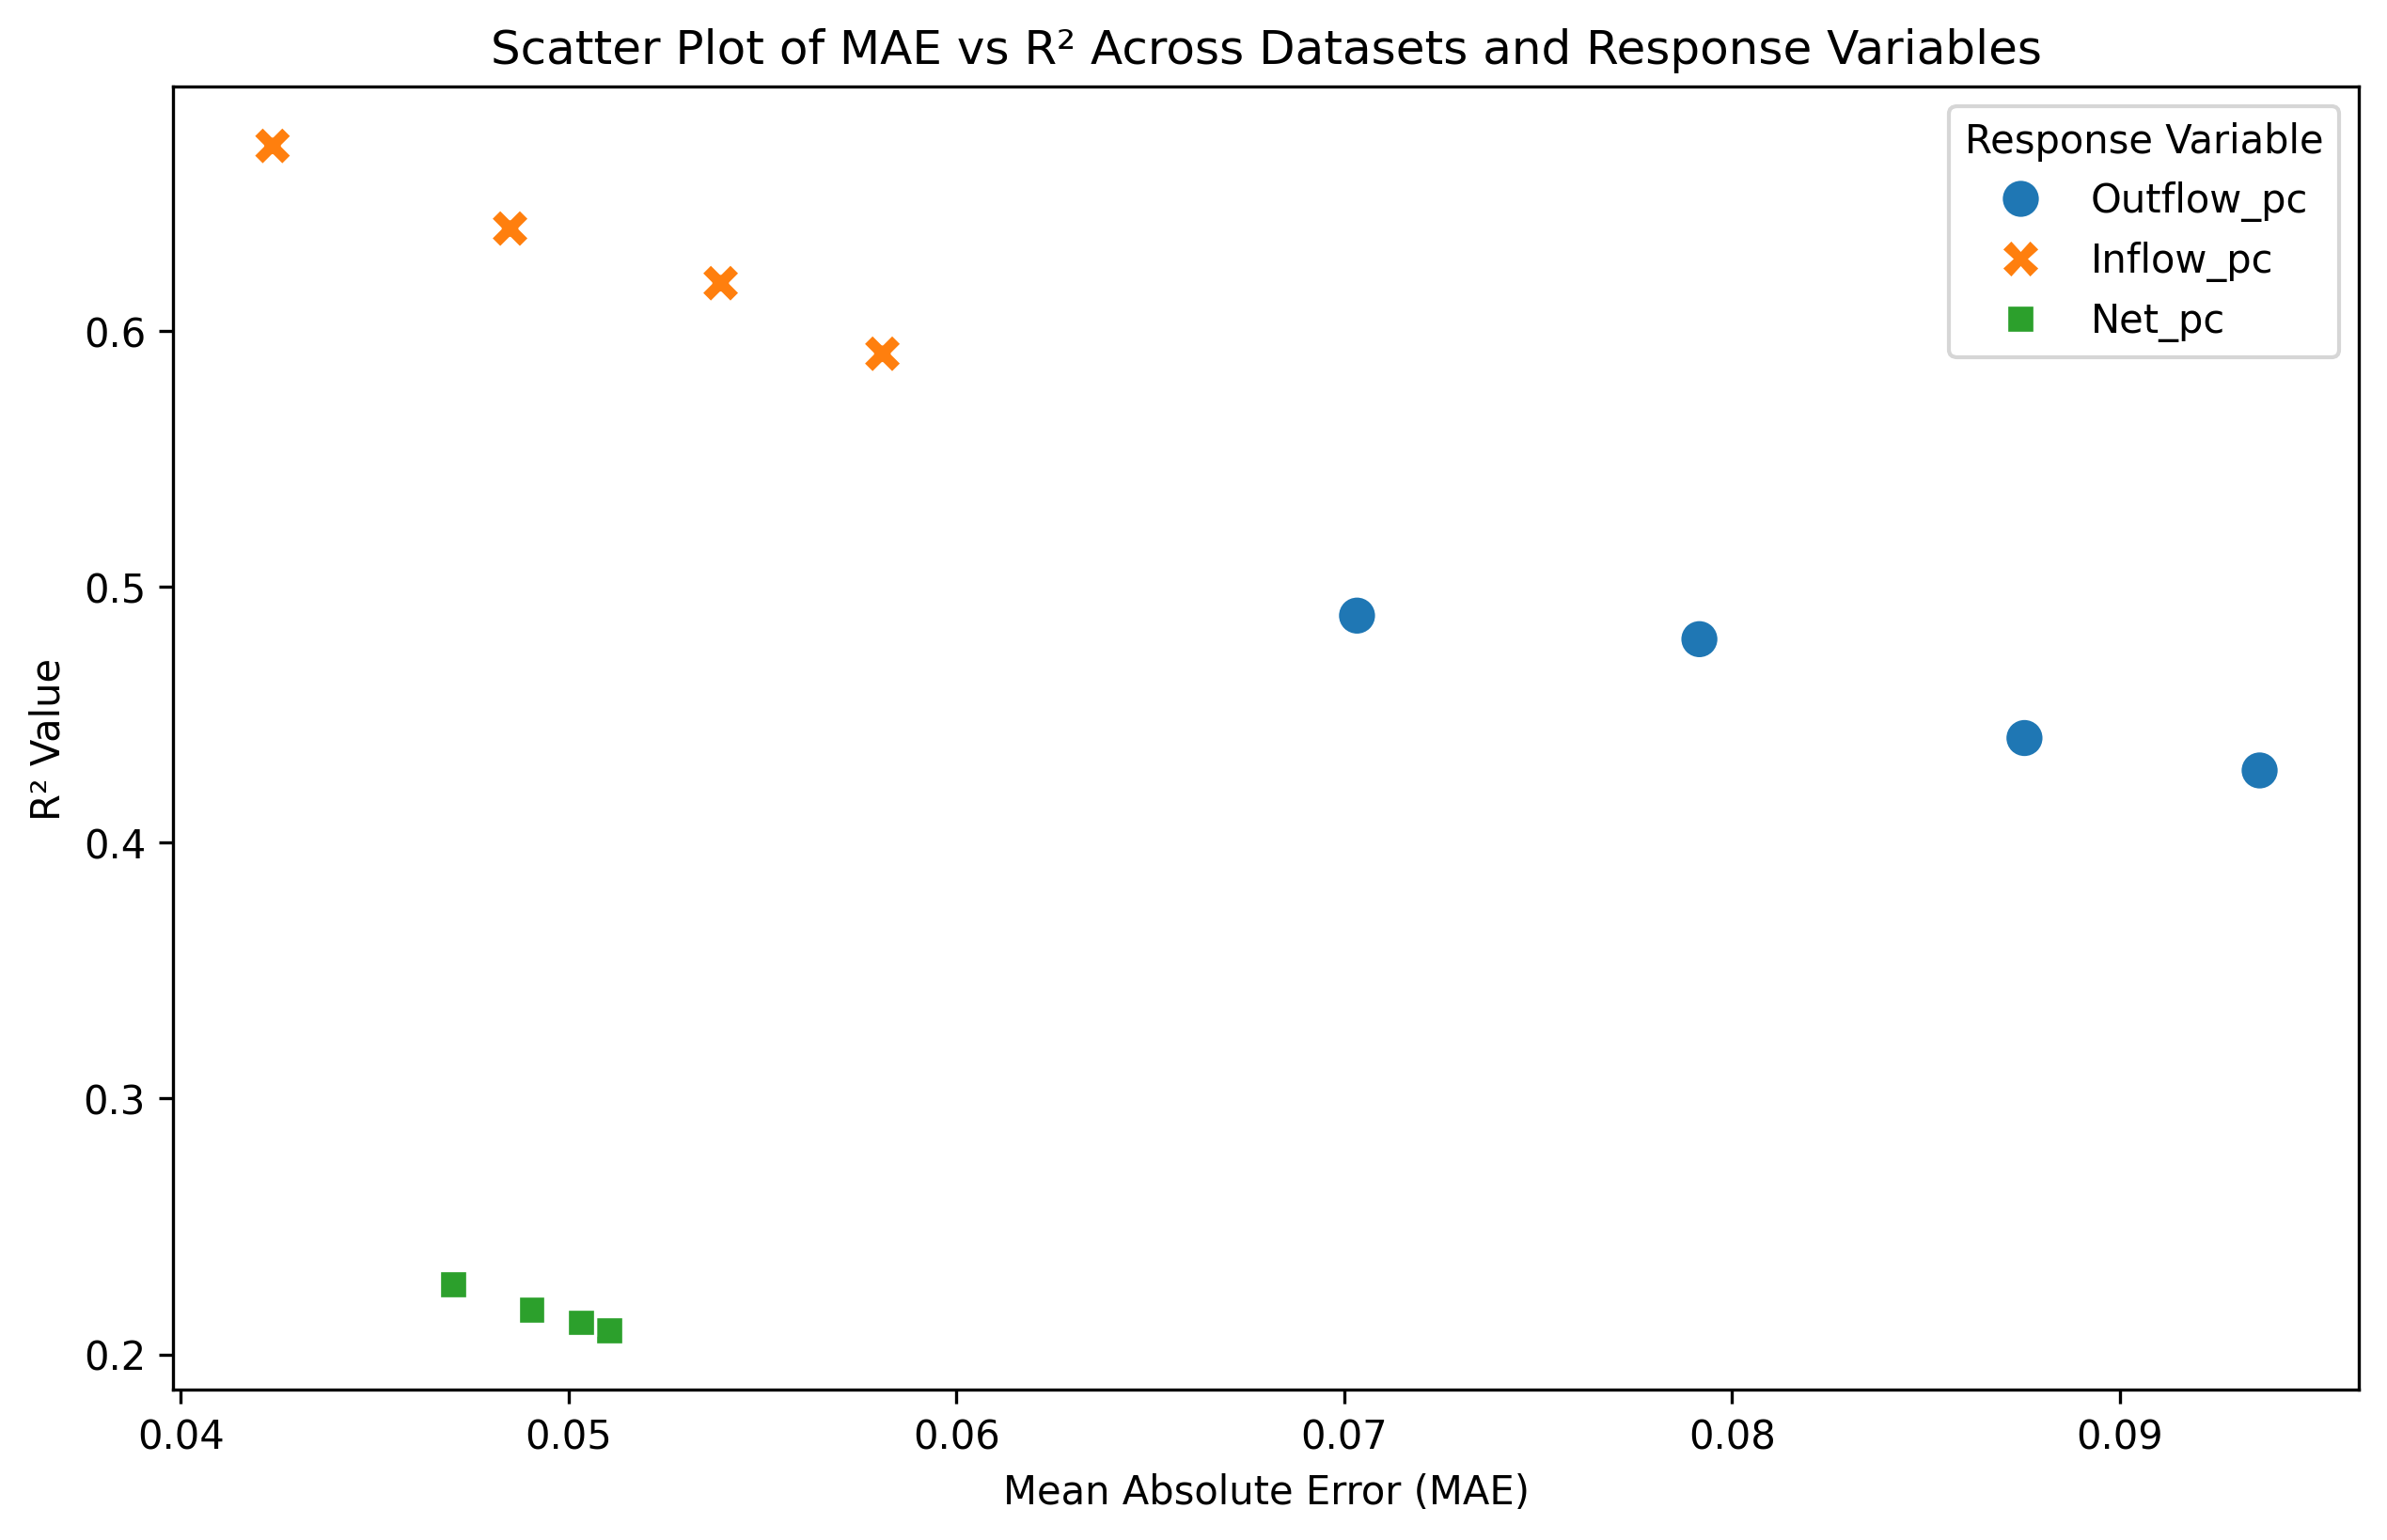 Scatter Plot of MAE vs R² Across Datasets and Response Variables
Response Variable
Outflow_pc
Inflow_pc
Net_pc
R² Value
0.6
0.5
0.4
0.3
0.2
0.04 0.05 0.06 0.07 0.08 0.09
Mean Absolute Error (MAE)